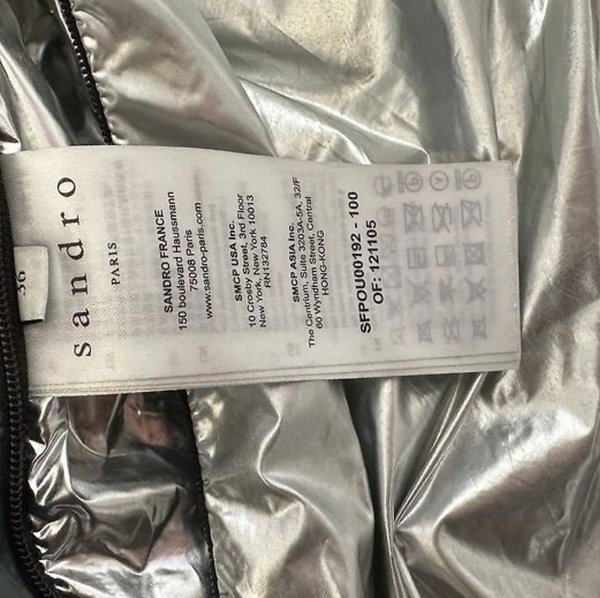 36
sandro
PARIS
SANDRO FRANCE
150 boulevard Haussmann
75008 Paris
www.sandro-paris.com
SMCP USA Inc.
10 Crosby Street, 3rd Floor
New York, New York 10013
RN132784
SMCP ASIA Inc.
The Centrium, Suite 3203A-5A, 32/F
60 Wyndham Street, Central
HONG-KONG
SFPOU00192 - 100
OF: 121105